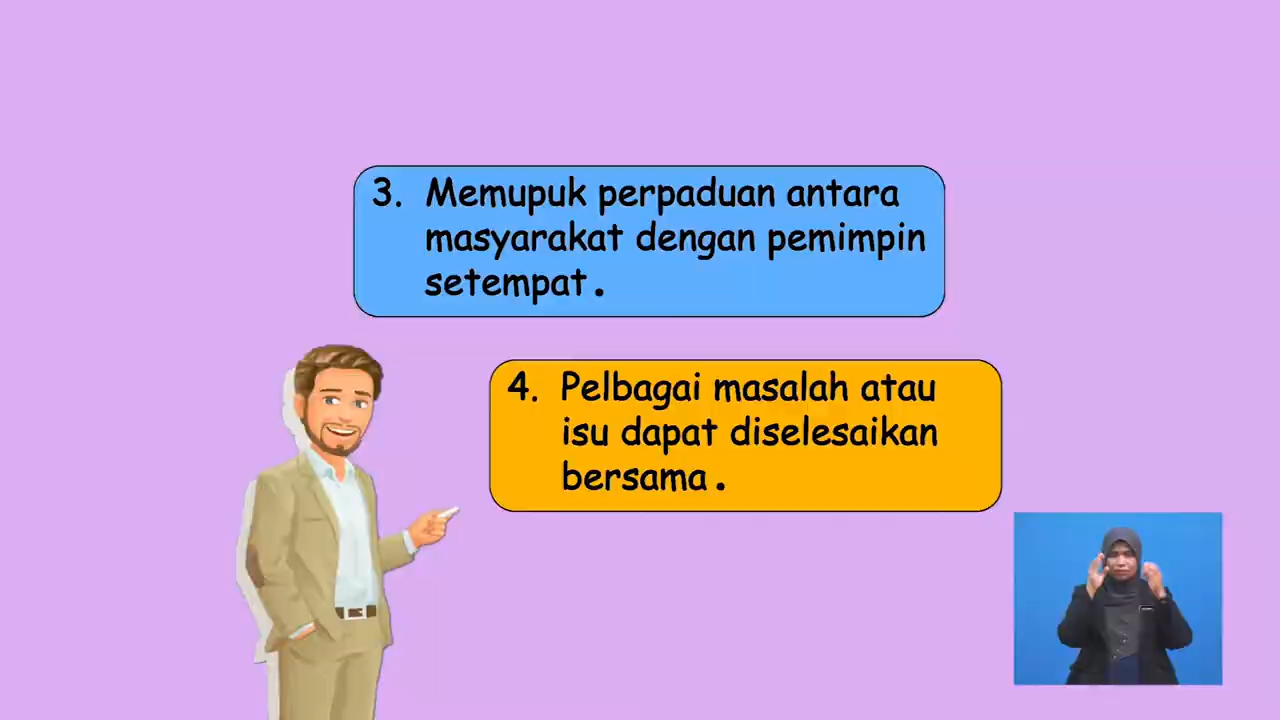 3. Memupuk perpaduan antara
masyarakat dengan pemimpin
setempat.
4. Pelbagai masalah atau
isu dapat diselesaikan
bersama.